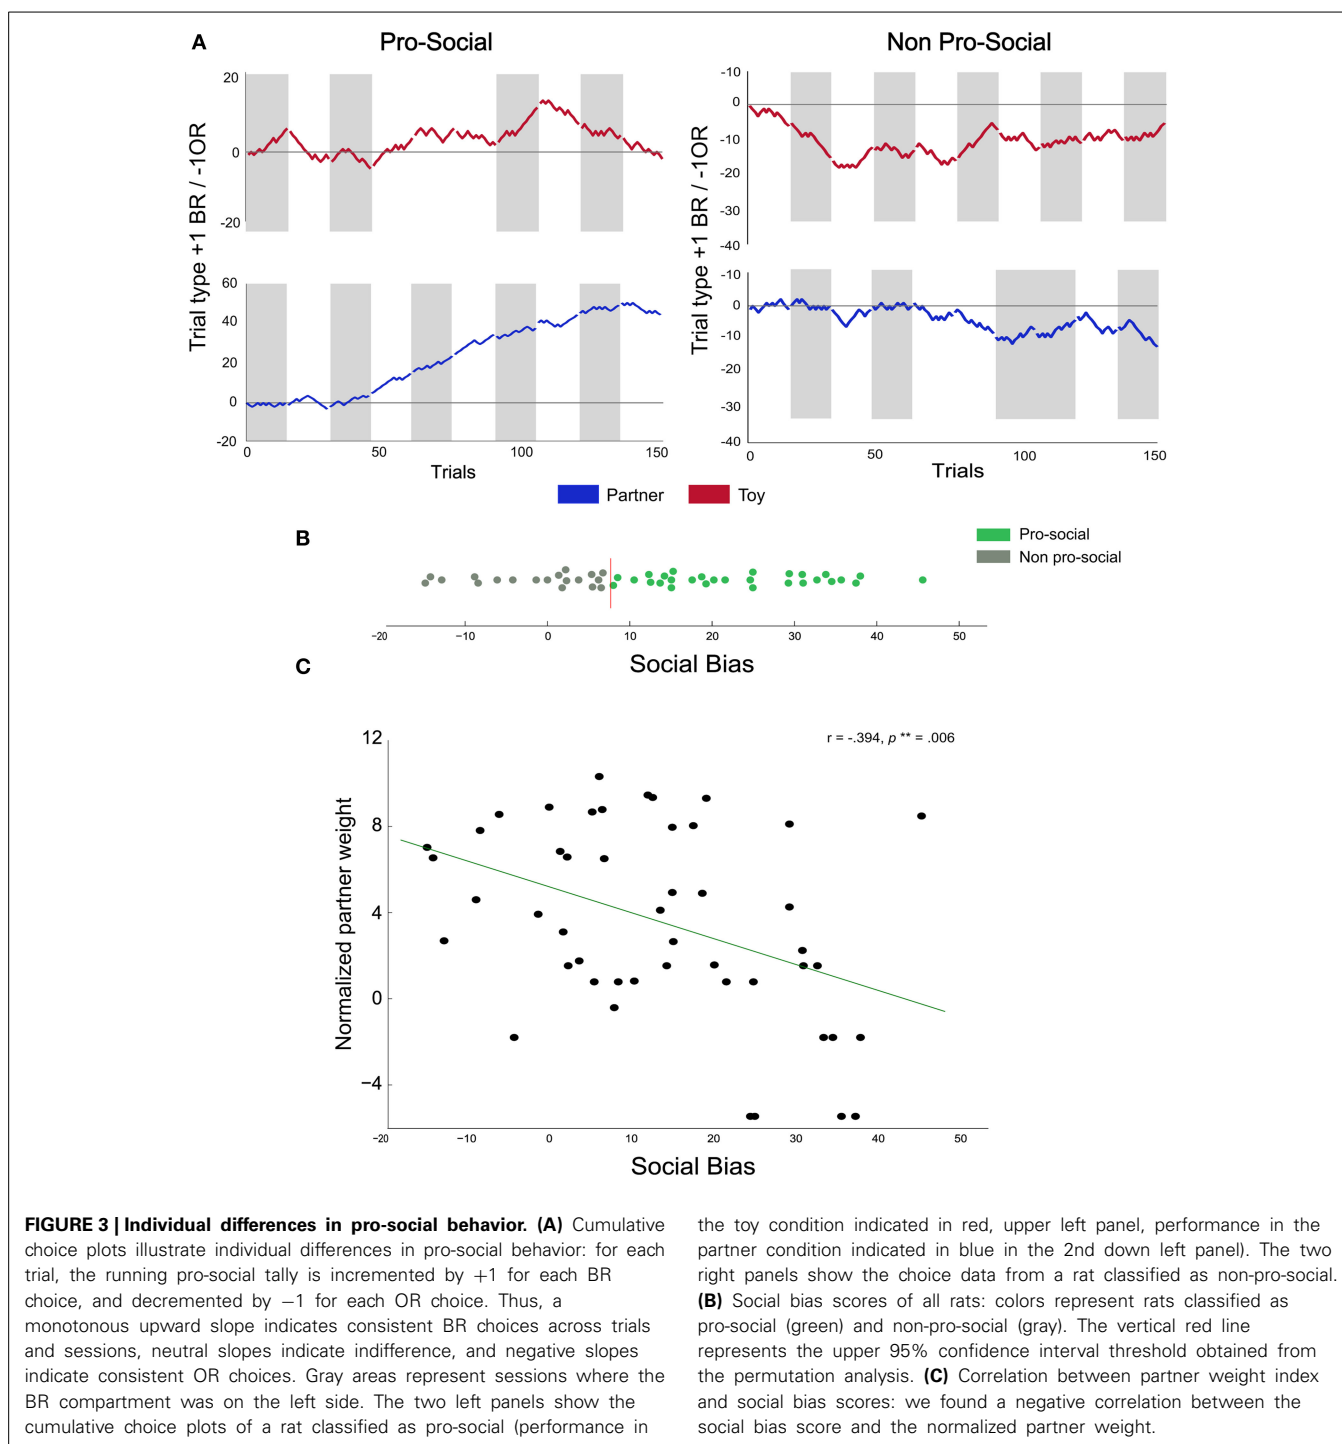 A
Pro-Social
Non Pro-Social
Trial type +1 BR / -1OR
20
0
-20
60
40
20
0
-20
0
50
100
150
Trials
Trial type +1 BR / -1OR
-10
0
-10
-20
-30
-40
-10
0
-10
-20
-30
-40
0
50
100
150
Trials
Partner
Toy
B
Pro-social
Non pro-social
−20
−10
0
10
20
30
40
50
Social Bias
C
r = -.394, p ** = .006
Normalized partner weight
12
8
4
0
−4
−20
−10
0
10
20
30
40
50
Social Bias
FIGURE 3 | Individual differences in pro-social behavior. (A) Cumulative
choice plots illustrate individual differences in pro-social behavior: for each
trial, the running pro-social tally is incremented by +1 for each BR
choice, and decremented by −1 for each OR choice. Thus, a
monotonous upward slope indicates consistent BR choices across trials
and sessions, neutral slopes indicate indifference, and negative slopes
indicate consistent OR choices. Gray areas represent sessions where the
BR compartment was on the left side. The two left panels show the
cumulative choice plots of a rat classified as pro-social (performance in
the toy condition indicated in red, upper left panel, performance in the
partner condition indicated in blue in the 2nd down left panel). The two
right panels show the choice data from a rat classified as non-pro-social.
(B) Social bias scores of all rats: colors represent rats classified as
pro-social (green) and non-pro-social (gray). The vertical red line
represents the upper 95% confidence interval threshold obtained from
the permutation analysis. (C) Correlation between partner weight index
and social bias scores: we found a negative correlation between the
social bias score and the normalized partner weight.